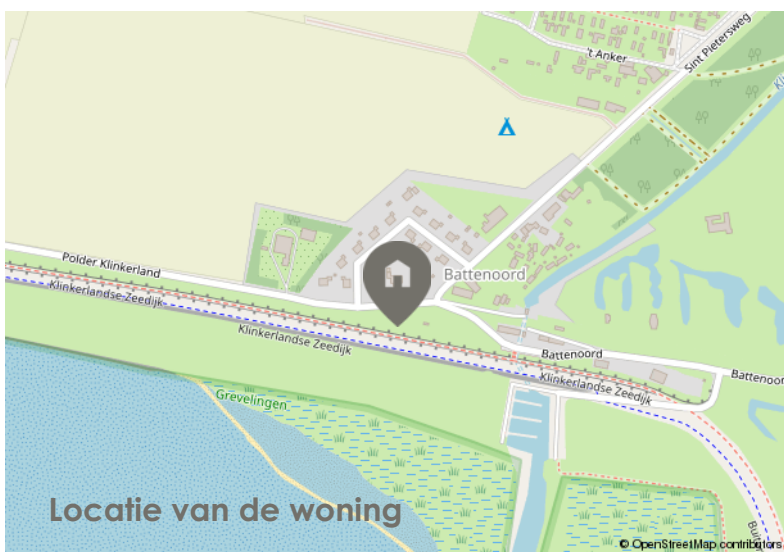 Sint Pietersweg
't Anker
Polder Klinkerland
Battenoord
Klinkerlandse Zeedijk
Klinkerlandse Zeedijk
Battenoord
Battenoor
Klinkerlandse Zeedijk
Grevelingen
Locatie van de woning
© OpenStreetMap contributors